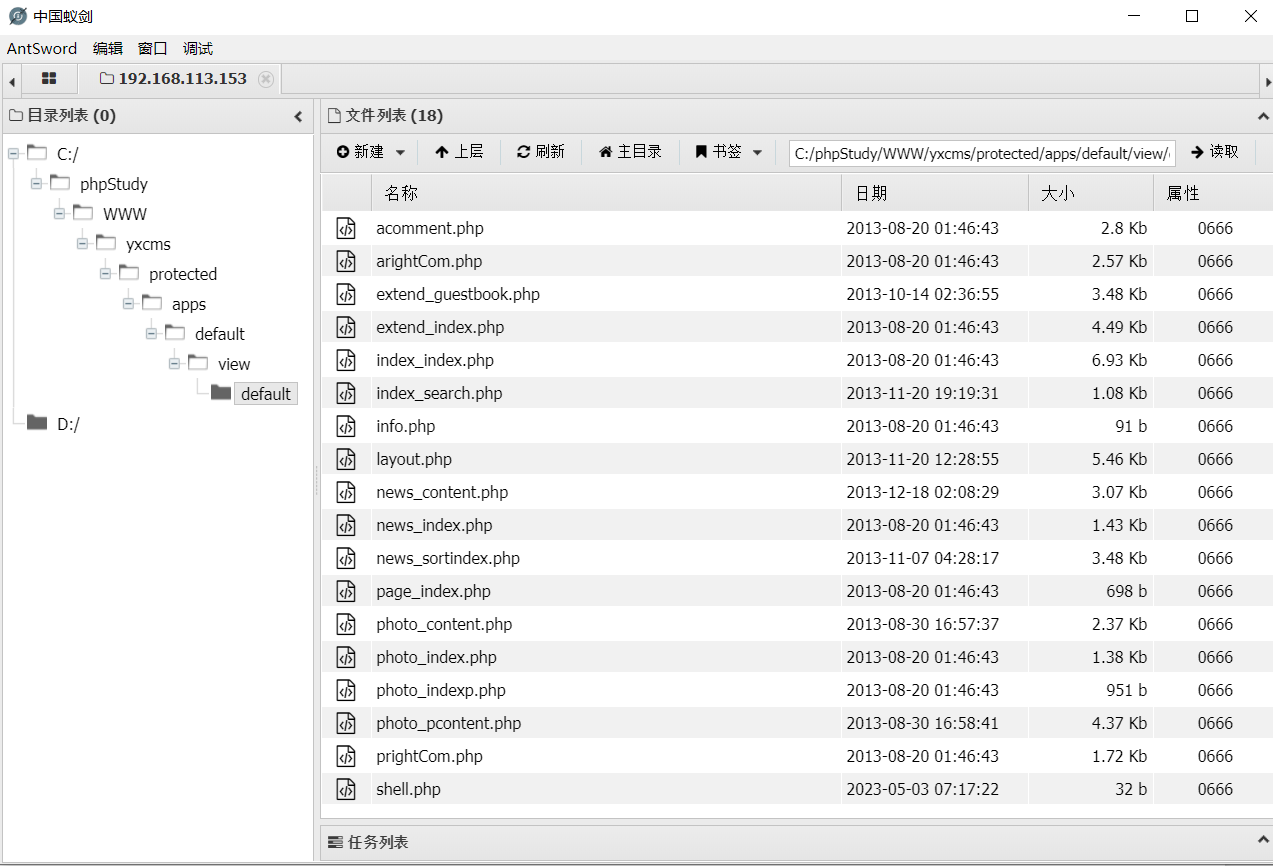 中国蚁剑
AntSword 编辑 窗口 调试
192.168.113.153
目录列表 (0)
C:/
phpStudy
WWW
yxcms
protected
apps
default
view
default
D:/
文件列表 (18)
新建 上层 刷新 主目录 书签 C:/phpStudy/WWW/yxcms/protected/apps/default/view/ 读取
名称 日期 大小 属性
acomment.php 2013-08-20 01:46:43 2.8 Kb 0666
arightCom.php 2013-08-20 01:46:43 2.57 Kb 0666
extend_guestbook.php 2013-10-14 02:36:55 3.48 Kb 0666
extend_index.php 2013-08-20 01:46:43 4.49 Kb 0666
index_index.php 2013-08-20 01:46:43 6.93 Kb 0666
index_search.php 2013-11-20 19:19:31 1.08 Kb 0666
info.php 2013-08-20 01:46:43 91 b 0666
layout.php 2013-11-20 12:28:55 5.46 Kb 0666
news_content.php 2013-12-18 02:08:29 3.07 Kb 0666
news_index.php 2013-08-20 01:46:43 1.43 Kb 0666
news_sortindex.php 2013-11-07 04:28:17 3.48 Kb 0666
page_index.php 2013-08-20 01:46:43 698 b 0666
photo_content.php 2013-08-30 16:57:37 2.37 Kb 0666
photo_index.php 2013-08-20 01:46:43 1.38 Kb 0666
photo_indexp.php 2013-08-20 01:46:43 951 b 0666
photo_pcontent.php 2013-08-30 16:58:41 4.37 Kb 0666
prightCom.php 2013-08-20 01:46:43 1.72 Kb 0666
shell.php 2023-05-03 07:17:22 32 b 0666
任务列表